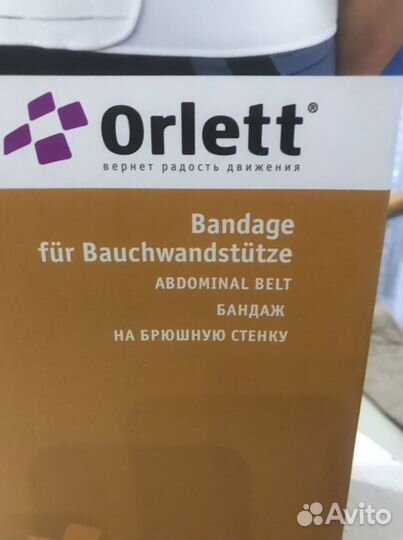 Orlett®
вернет радость движения
Bandage
für Bauchwandstütze
ABDOMINAL BELT
БАНДАЖ
НА БРЮШНУЮ СТЕНКУ
Avito